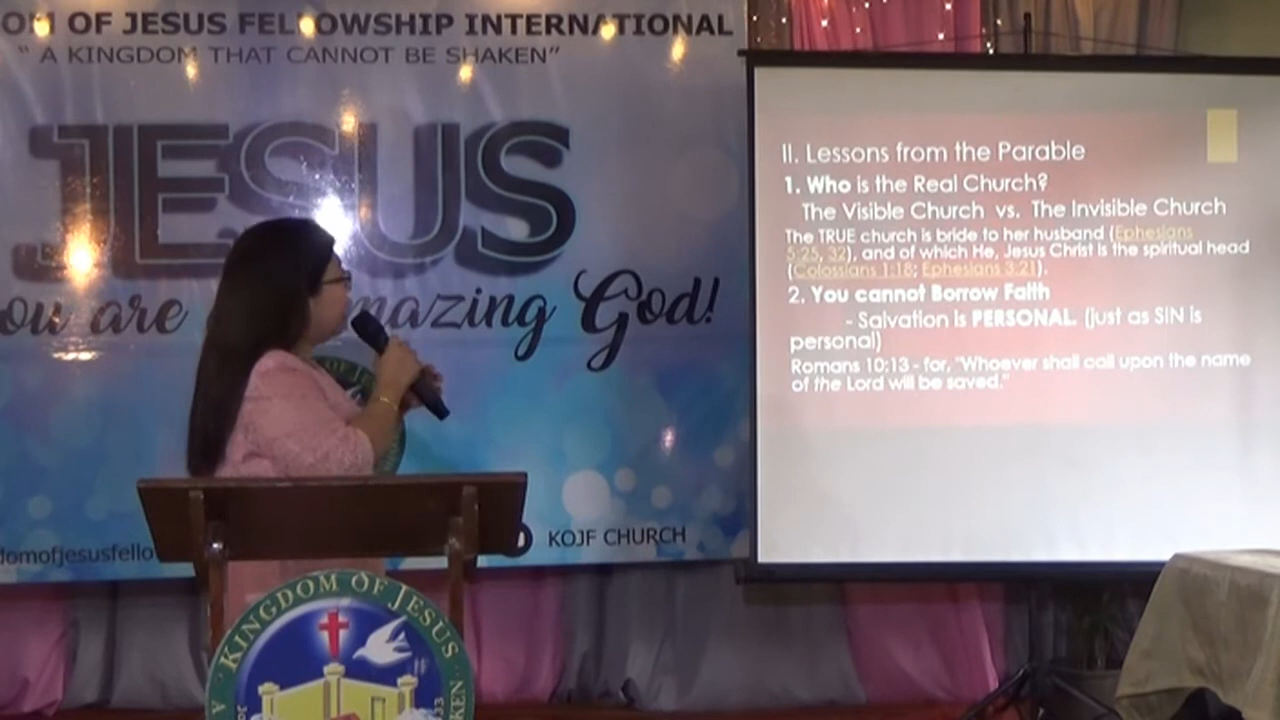 OM OF JESUS FELLOWSHIP INTERNATIONAL
" A KINGDOM THAT CANNOT BE SHAKEN"
JESUS
ou are mazing God!
domofjesusfello
KOJF CHURCH
KINGDOM OF JESUS
II. Lessons from the Parable
1. Who is the Real Church?
The Visible Church vs. The Invisible Church
The TRUE church is bride to her husband (Ephesians
5:25, 32), and of which He, Jesus Christ is the spiritual head
(Colossians 1:18; Ephesians 3:21).
2. You cannot Borrow Faith
- Salvation is PERSONAL. (just as SIN is
personal)
Romans 10:13 - for, "Whoever shall call upon the name
of the Lord will be saved."